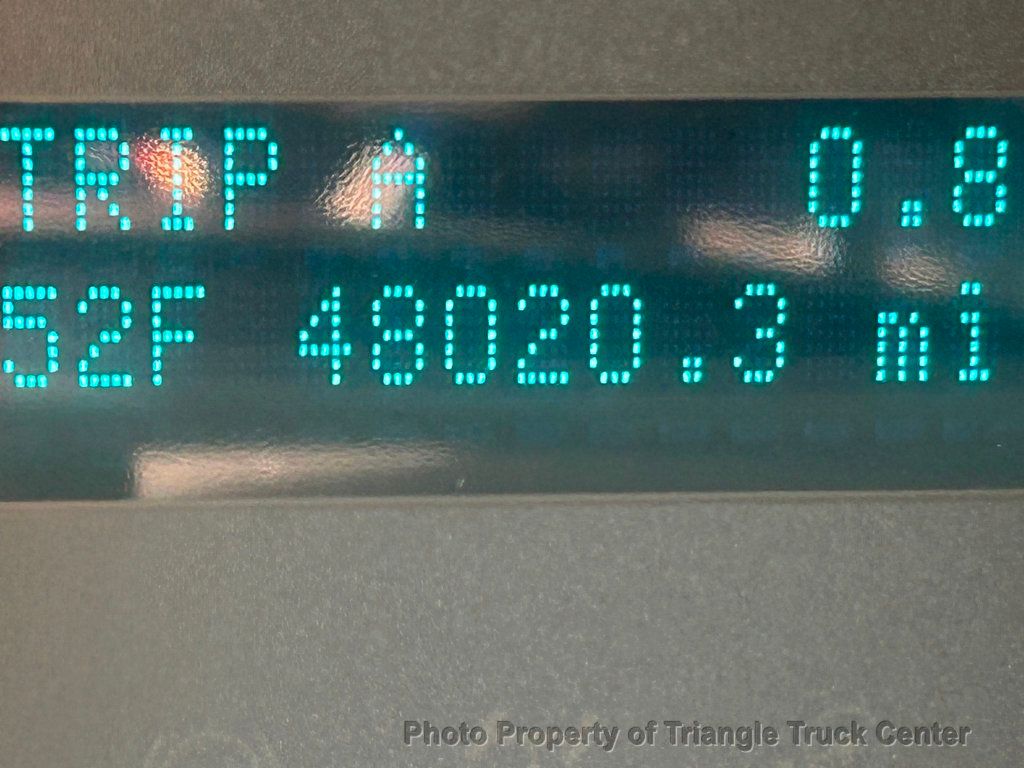 TRIP A 0.8
52F 48020.3 mi
Photo Property of Triangle Truck Center